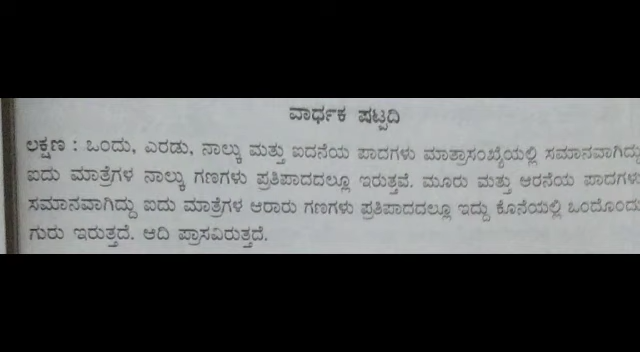 ವಾರ್ಧಕ ಷಟ್ಪದಿ
ಲಕ್ಷಣ : ಒಂದು, ಎರಡು, ನಾಲ್ಕು ಮತ್ತು ಐದನೆಯ ಪಾದಗಳು ಮಾತ್ರಾಸಂಖ್ಯೆಯಲ್ಲಿ ಸಮಾನವಾಗಿದ್ದು
ಐದು ಮಾತ್ರೆಗಳ ನಾಲ್ಕು ಗಣಗಳು ಪ್ರತಿಪಾದದಲ್ಲೂ ಇರುತ್ತವೆ. ಮೂರು ಮತ್ತು ಆರನೆಯ ಪಾದಗಳು
ಸಮಾನವಾಗಿದ್ದು ಐದು ಮಾತ್ರೆಗಳ ಆರಾರು ಗಣಗಳು ಪ್ರತಿಪಾದದಲ್ಲೂ ಇದ್ದು ಕೊನೆಯಲ್ಲಿ ಒಂದೊಂದು
ಗುರು ಇರುತ್ತದೆ. ಆದಿ ಪ್ರಾಸವಿರುತ್ತದೆ.